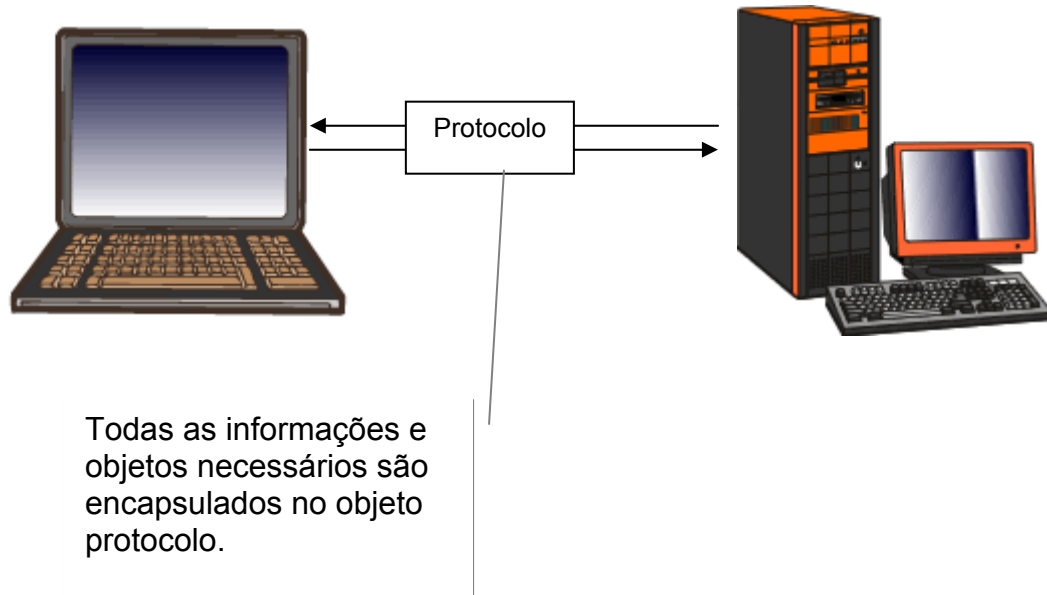 Protocolo
Todas as informações e
objetos necessários são
encapsulados no objeto
protocolo.